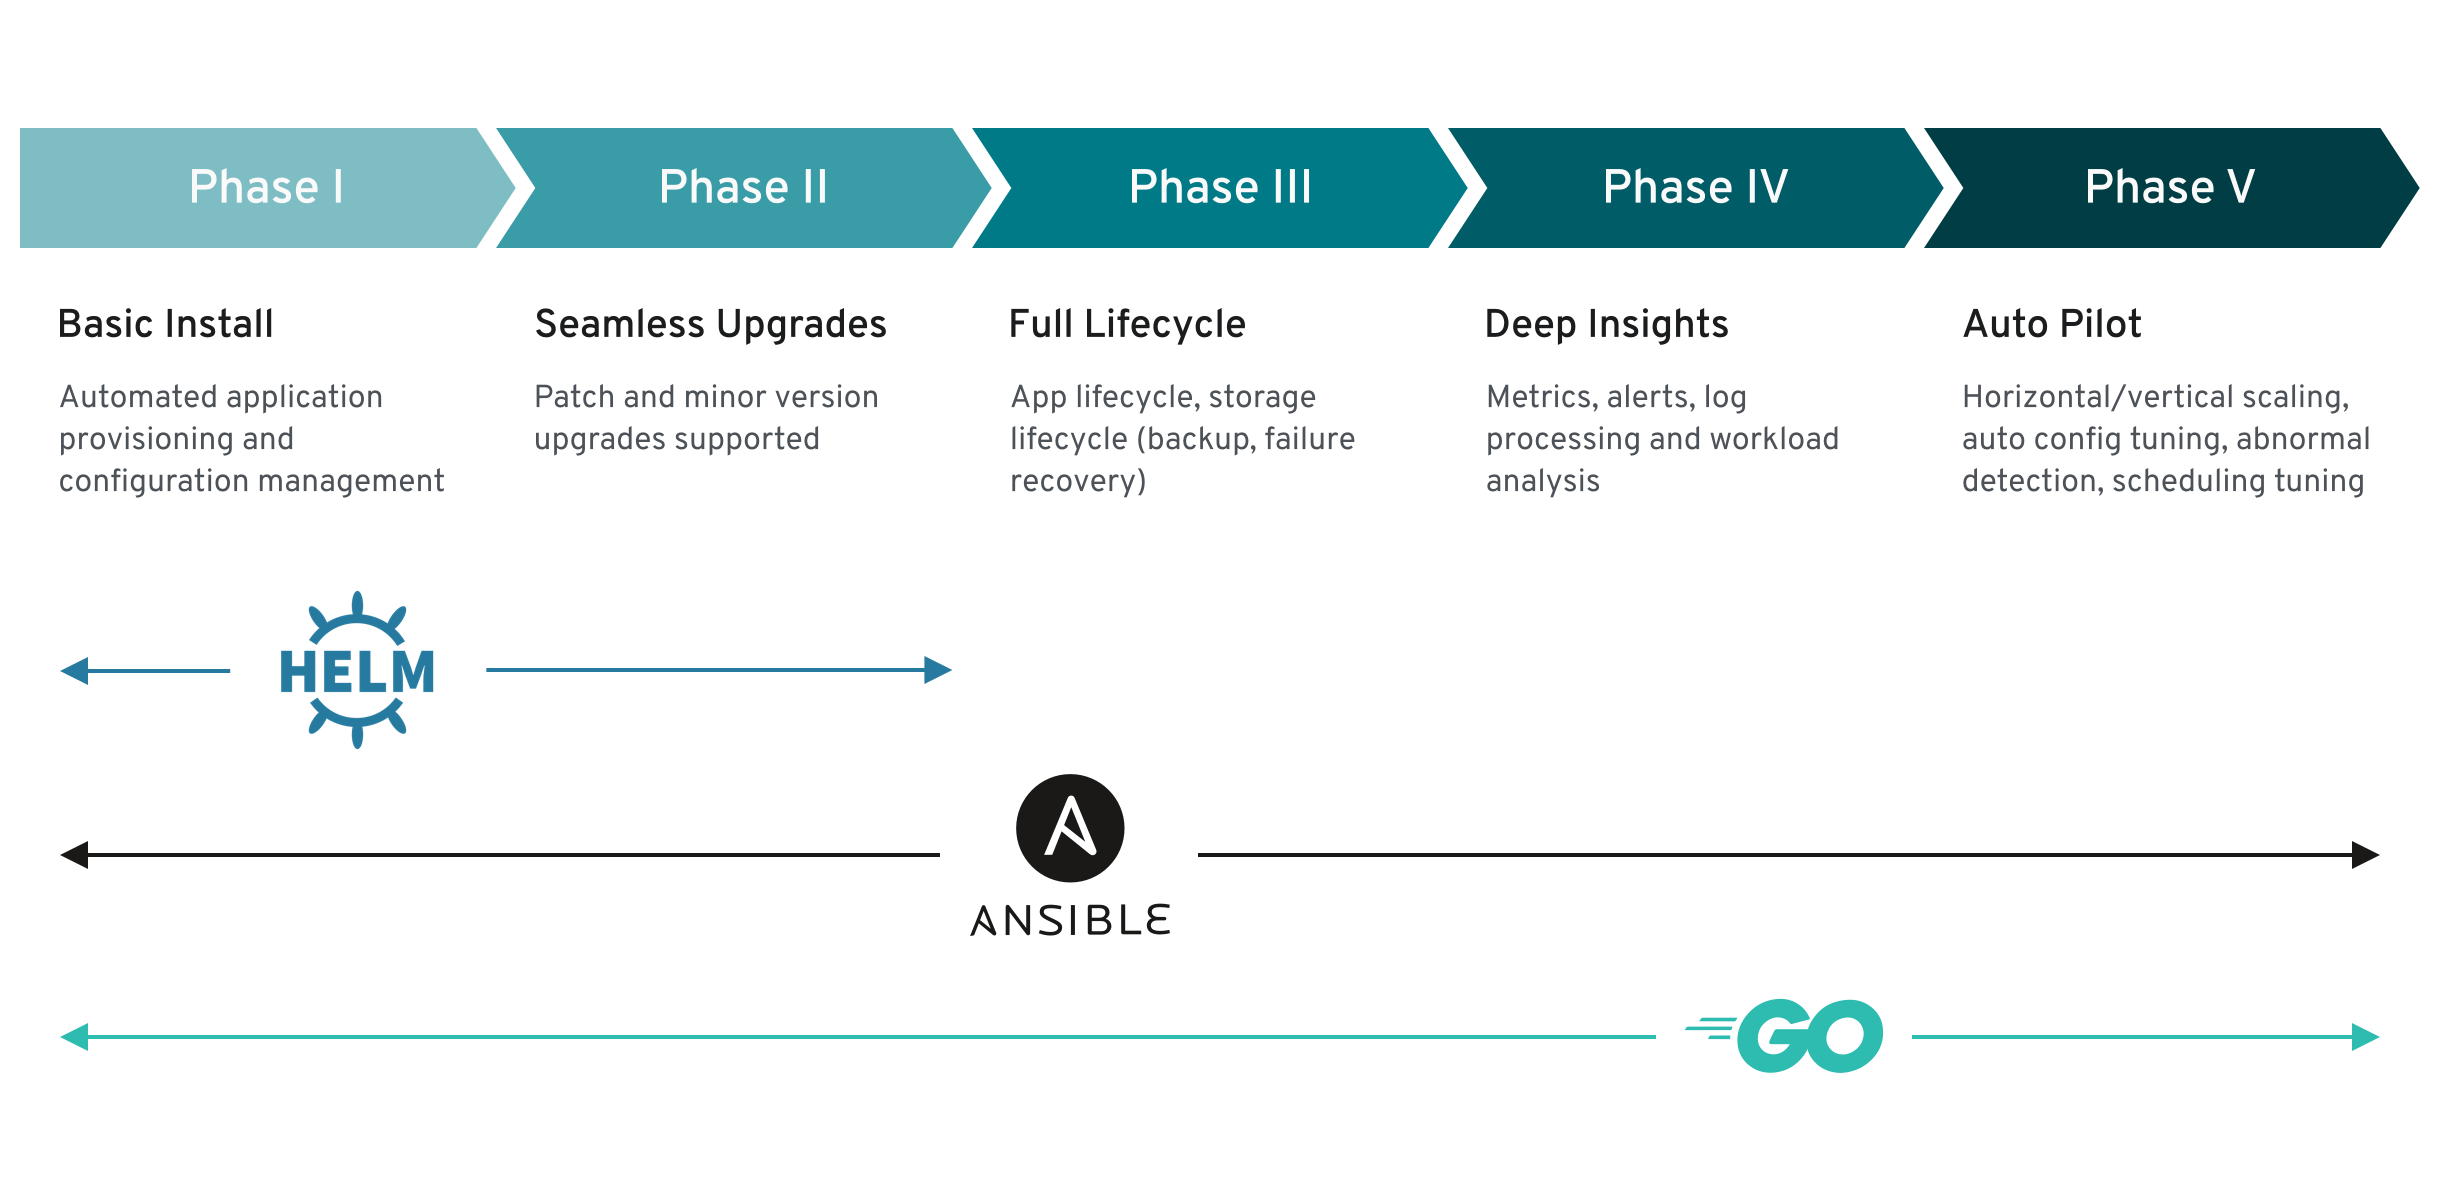 Phase I
Phase II
Phase III
Phase IV
Phase V
Basic Install
Automated application
provisioning and
configuration management
Seamless Upgrades
Patch and minor version
upgrades supported
Full Lifecycle
App lifecycle, storage
lifecycle (backup, failure
recovery)
Deep Insights
Metrics, alerts, log
processing and workload
analysis
Auto Pilot
Horizontal/vertical scaling,
auto config tuning, abnormal
detection, scheduling tuning
HELM
A
ANSIBLE
GO